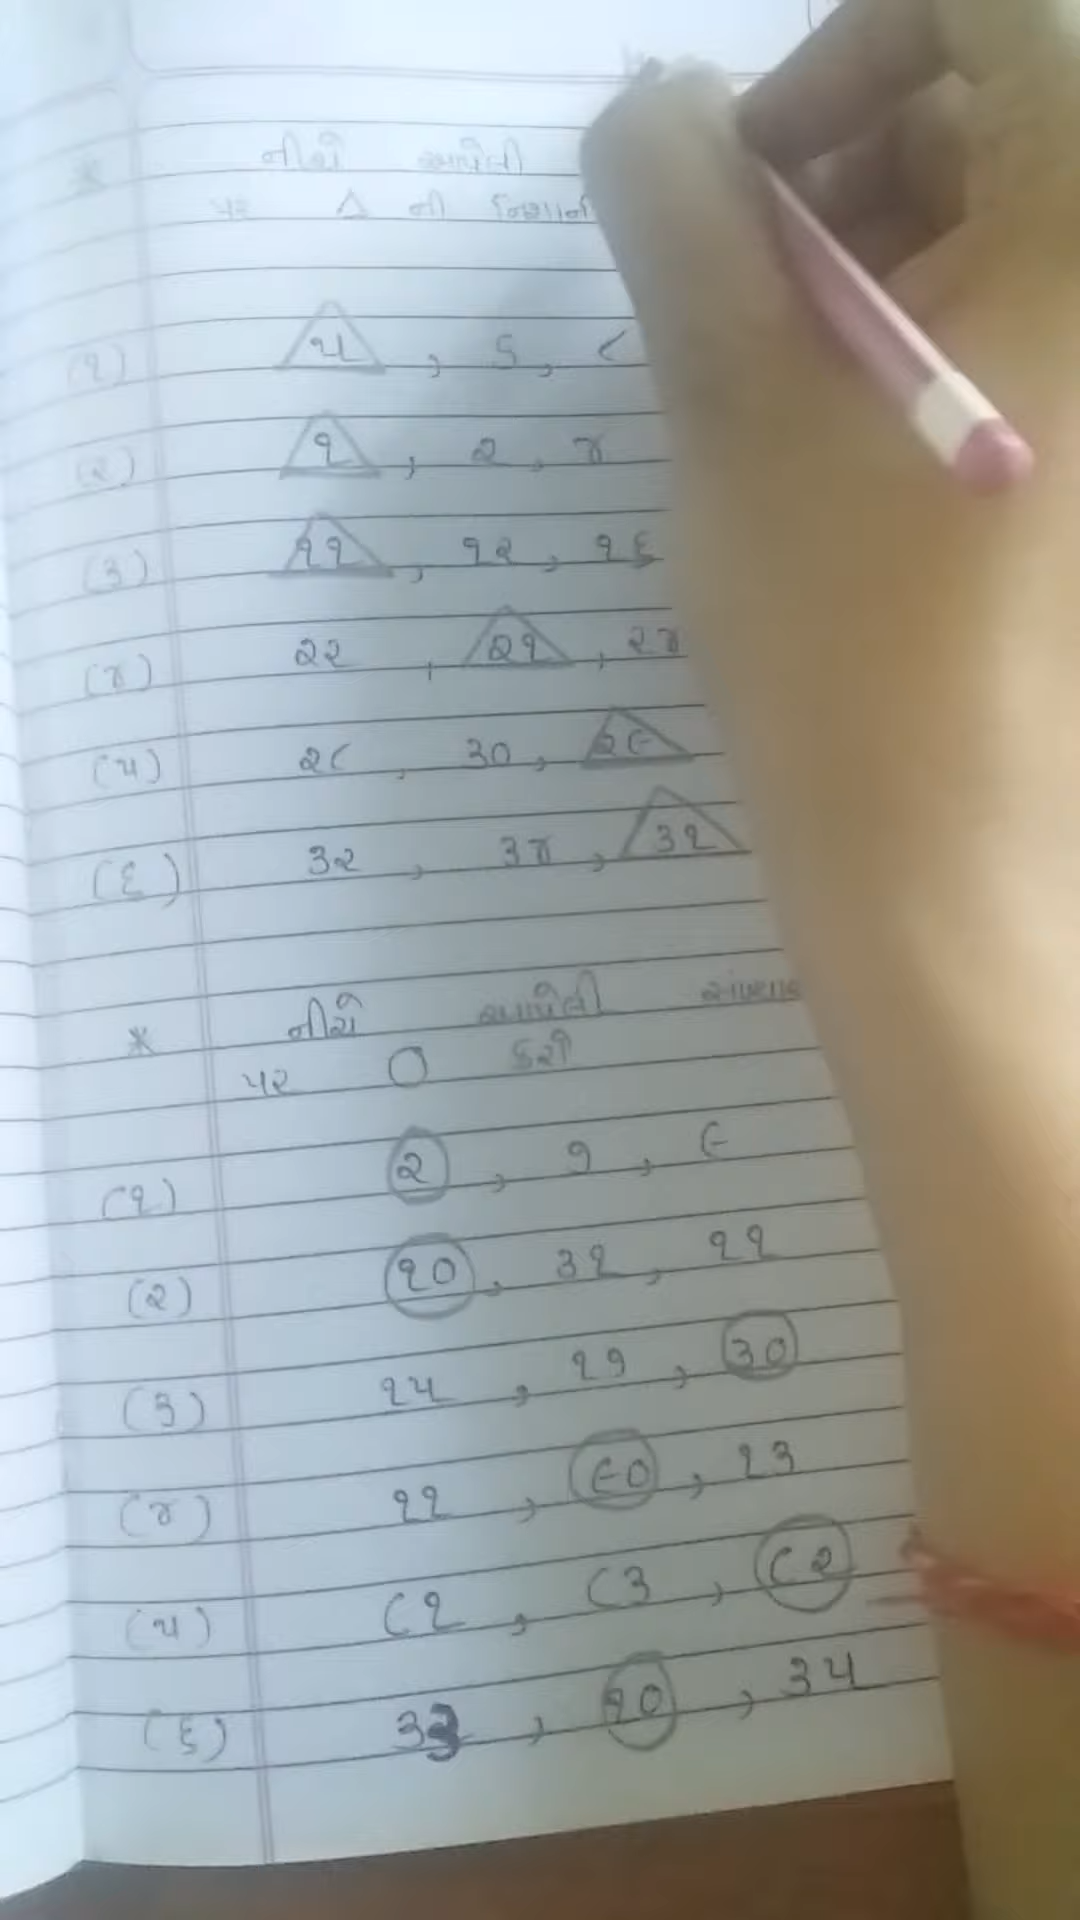 * નીચે આપેલી
પર △ ની નિશાની
(૧) ૫, ૬, ૮
(૨) ૧, ૨, ૪
(૩) ૧૧, ૧૨, ૧૬
(૪) ૨૨, ૨૧, ૨૪
(૫) ૨૮, ૩૦, ૨૯
(૬) ૩૨, ૩૪, ૩૧
* નીચે આપેલી
પર ○ કરો
(૧) ૨, ૭, ૯
(૨) ૧૦, ૩૧, ૧૧
(૩) ૧૫, ૧૭, ૩૦
(૪) ૧૧, ૯૦, ૧૩
(૫) ૮૧, ૮૩, ૮૨
(૬) ૩૩, ૧૦, ૩૫